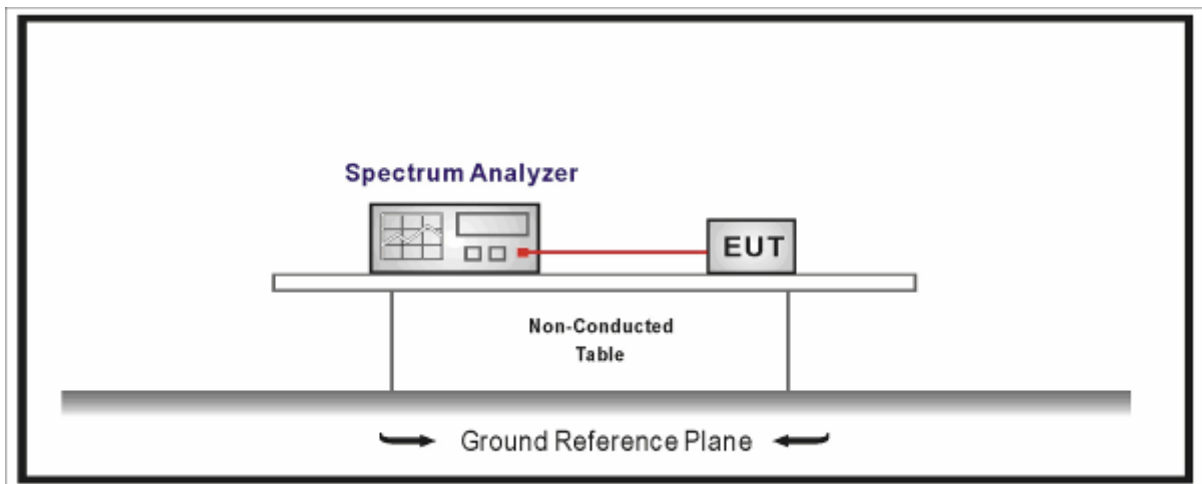 Spectrum Analyzer
EUT
Non-Conducted
Table
Ground Reference Plane